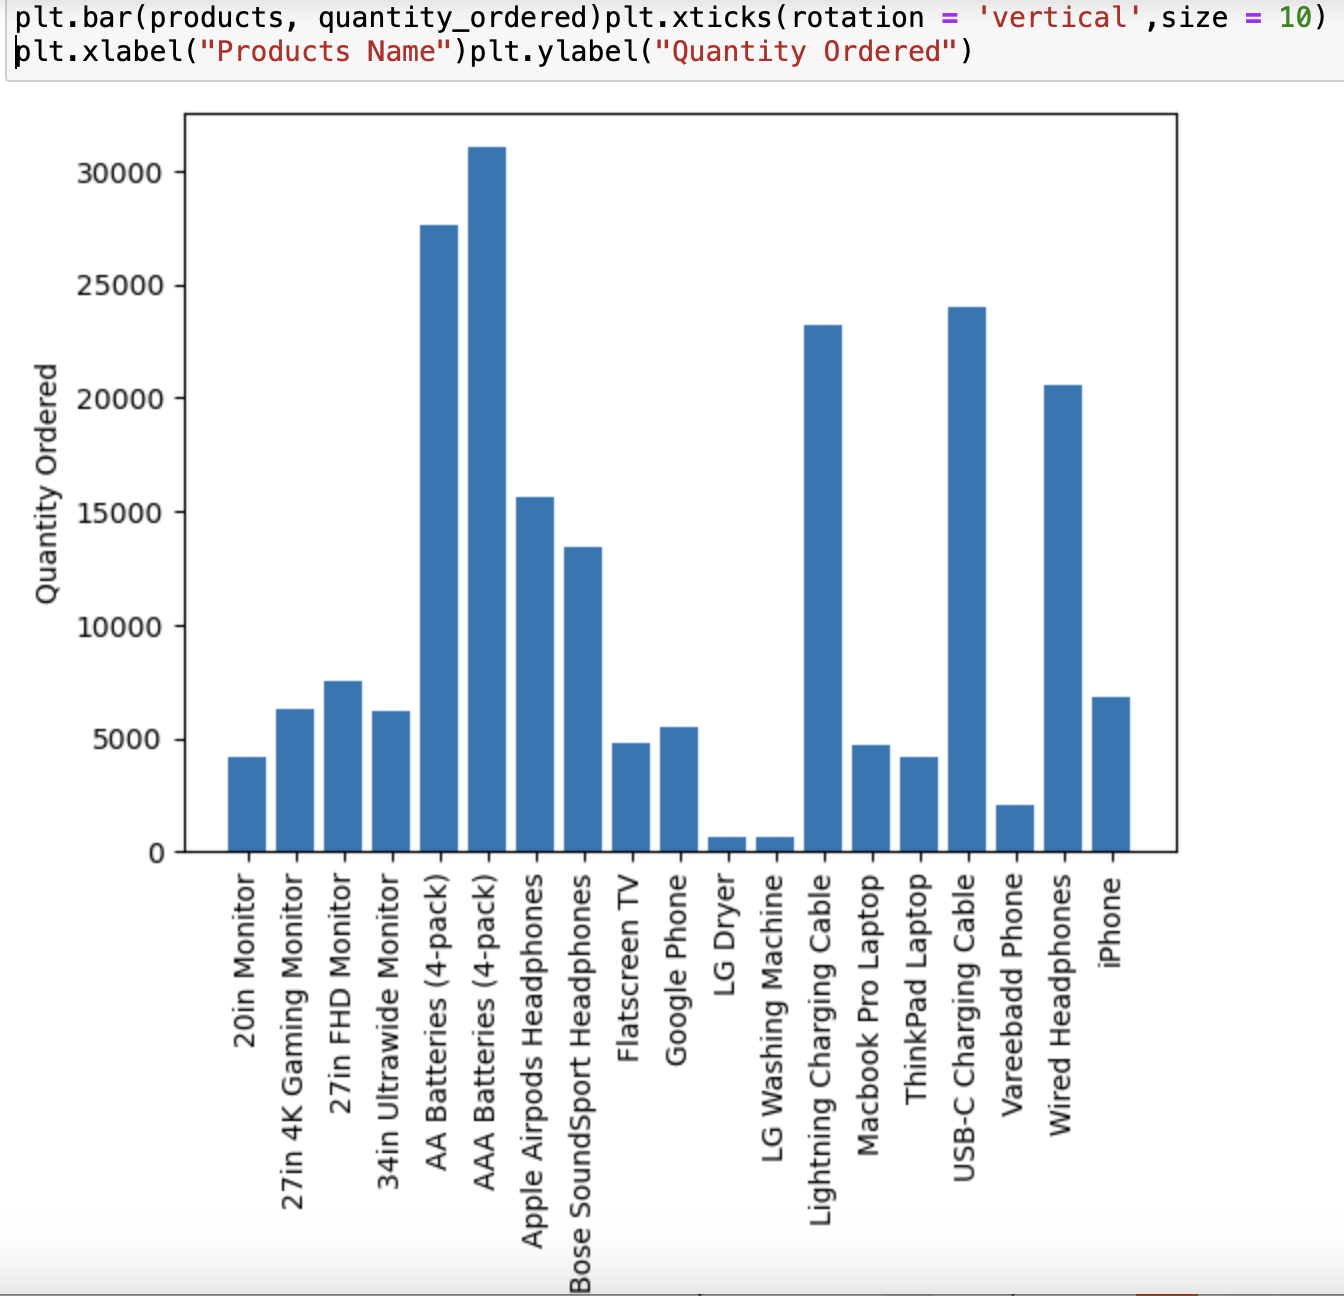 plt.bar(products, quantity_ordered)plt.xticks(rotation = 'vertical',size = 10)
plt.xlabel("Products Name")plt.ylabel("Quantity Ordered")
30000
25000
20000
15000
10000
5000
0
Quantity Ordered
20in Monitor
27in 4K Gaming Monitor
27in FHD Monitor
34in Ultrawide Monitor
AA Batteries (4-pack)
AAA Batteries (4-pack)
Apple Airpods Headphones
Bose SoundSport Headphones
Flatscreen TV
Google Phone
LG Dryer
LG Washing Machine
Lightning Charging Cable
Macbook Pro Laptop
ThinkPad Laptop
USB-C Charging Cable
Vareebadd Phone
Wired Headphones
iPhone